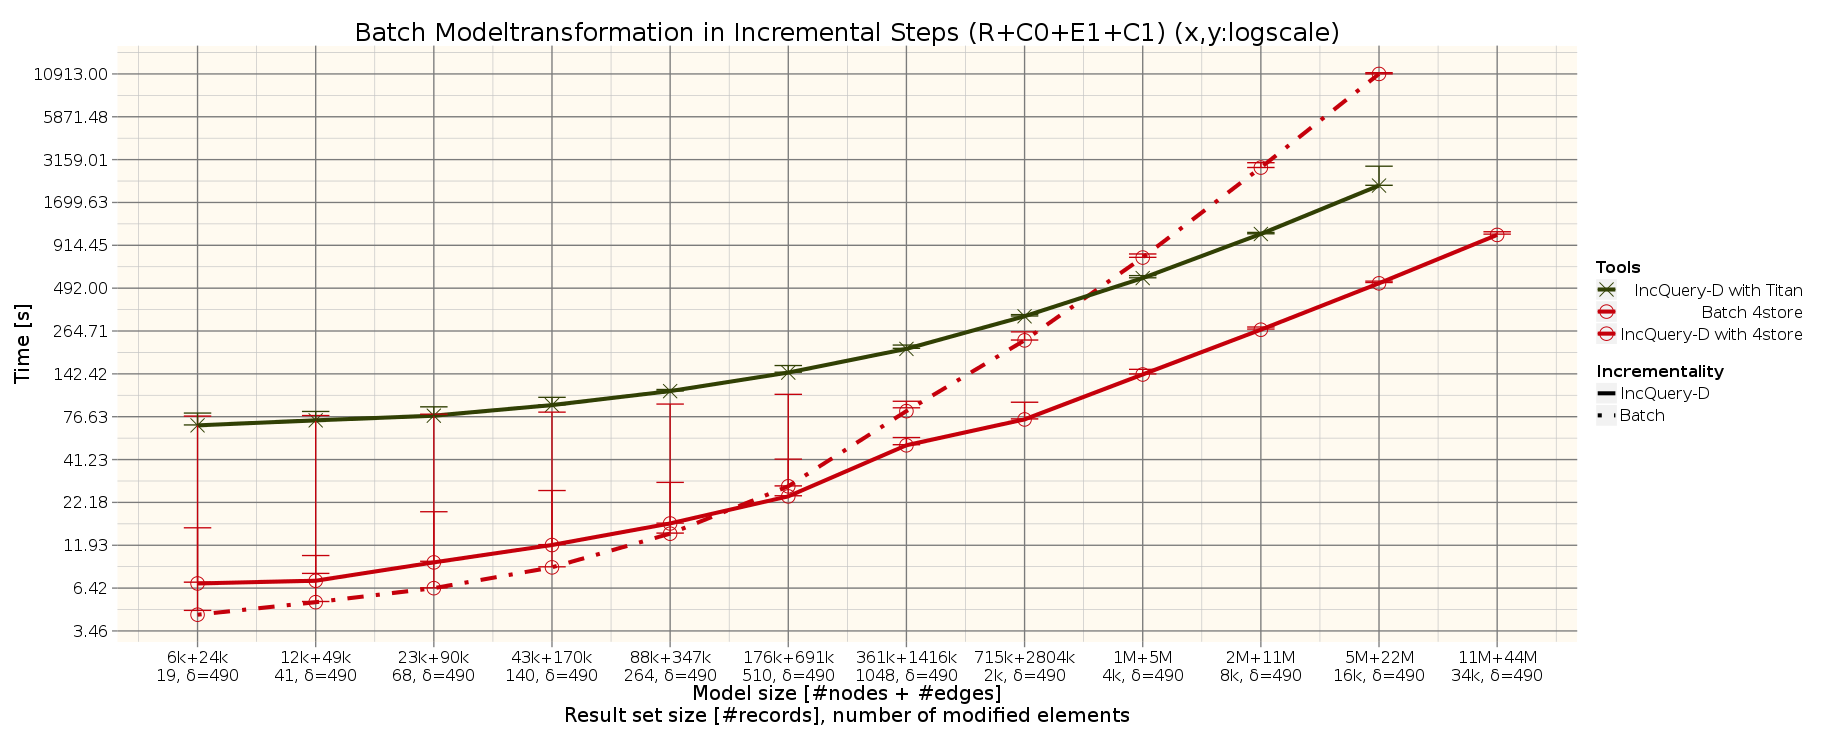 Batch Modeltransformation in Incremental Steps (R+C0+E1+C1) (x,y:logscale)
10913.00
5871.48
3159.01
1699.63
914.45
492.00
264.71
142.42
76.63
41.23
22.18
11.93
6.42
3.46
Time [s]
6k+24k 12k+49k 23k+90k 43k+170k 88k+347k 176k+691k 361k+1416k 715k+2804k 1M+5M 2M+11M 5M+22M 11M+44M
19, δ=490 41, δ=490 68, δ=490 140, δ=490 264, δ=490 510, δ=490 1048, δ=490 2k, δ=490 4k, δ=490 8k, δ=490 16k, δ=490 34k, δ=490
Model size [#nodes + #edges]
Result set size [#records], number of modified elements
Tools
IncQuery-D with Titan
Batch 4store
IncQuery-D with 4store
Incrementality
IncQuery-D
Batch